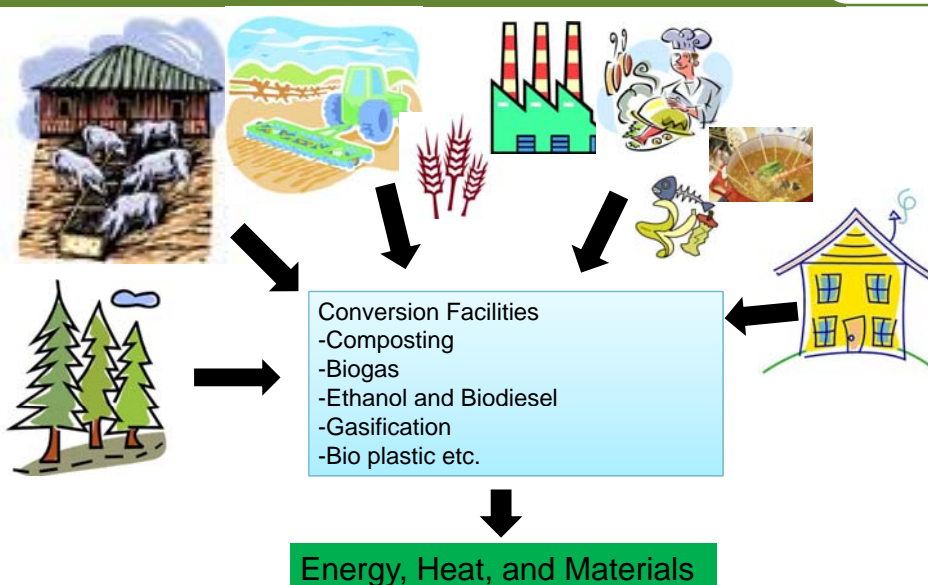 Conversion Facilities
-Composting
-Biogas
-Ethanol and Biodiesel
-Gasification
-Bio plastic etc.
Energy, Heat, and Materials